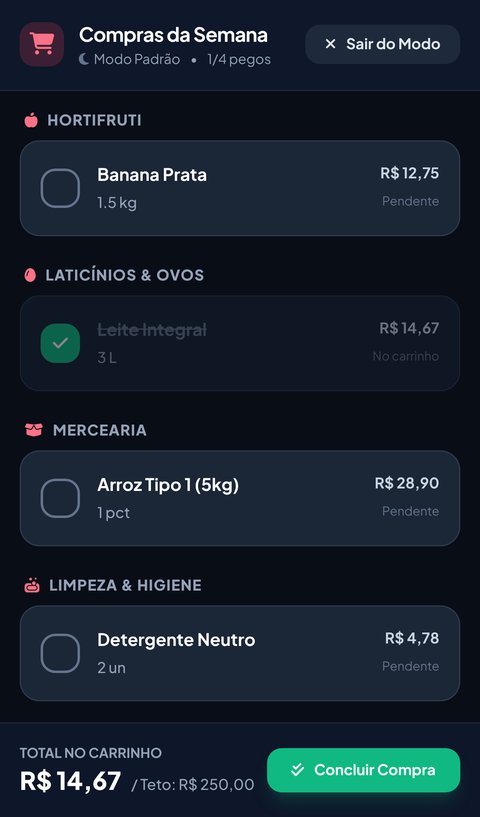 Compras da Semana
Modo Padrão • 1/4 pegos
Sair do Modo
HORTIFRUTI
Banana Prata
R$ 12,75
1.5 kg
Pendente
LATICÍNIOS & OVOS
Leite Integral
R$ 14,67
3 L
No carrinho
MERCEARIA
Arroz Tipo 1 (5kg)
R$ 28,90
1 pct
Pendente
LIMPEZA & HIGIENE
Detergente Neutro
R$ 4,78
2 un
Pendente
TOTAL NO CARRINHO
R$ 14,67 / Teto: R$ 250,00
Concluir Compra